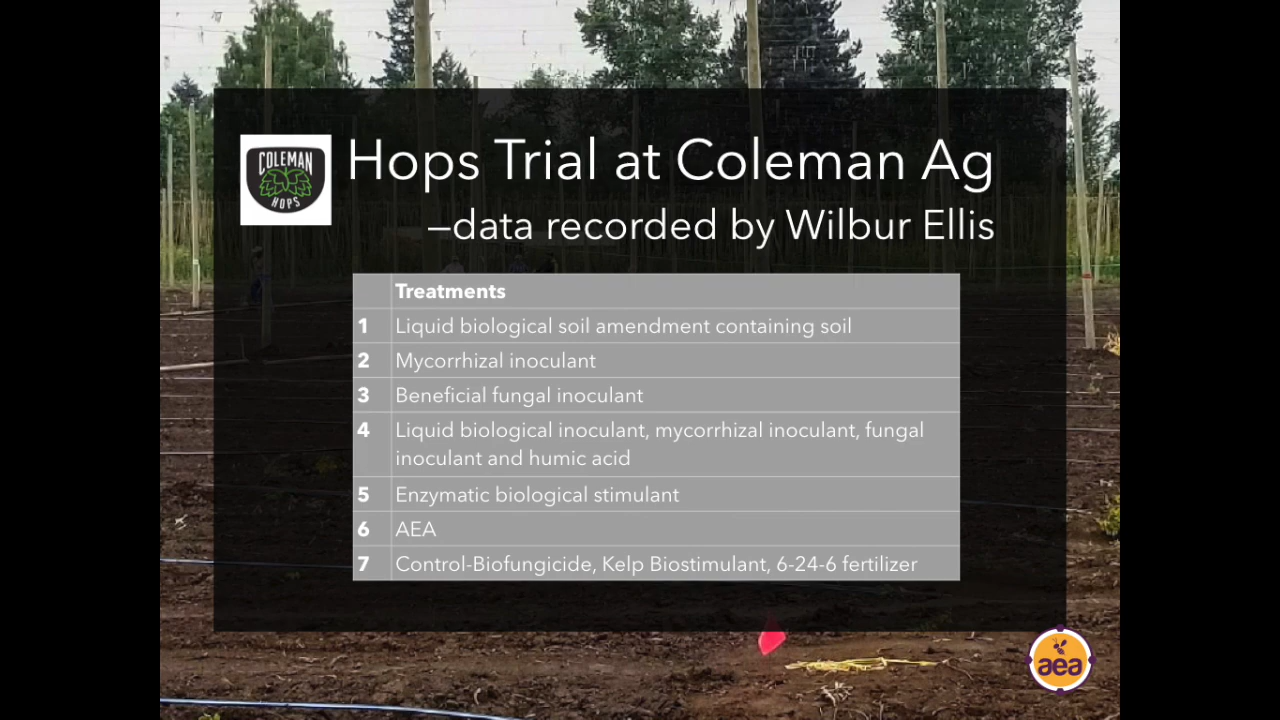 COLEMAN
HOPS
Hops Trial at Coleman Ag
–data recorded by Wilbur Ellis
Treatments
1 Liquid biological soil amendment containing soil
2 Mycorrhizal inoculant
3 Beneficial fungal inoculant
4 Liquid biological inoculant, mycorrhizal inoculant, fungal
inoculant and humic acid
5 Enzymatic biological stimulant
6 AEA
7 Control-Biofungicide, Kelp Biostimulant, 6-24-6 fertilizer
aea